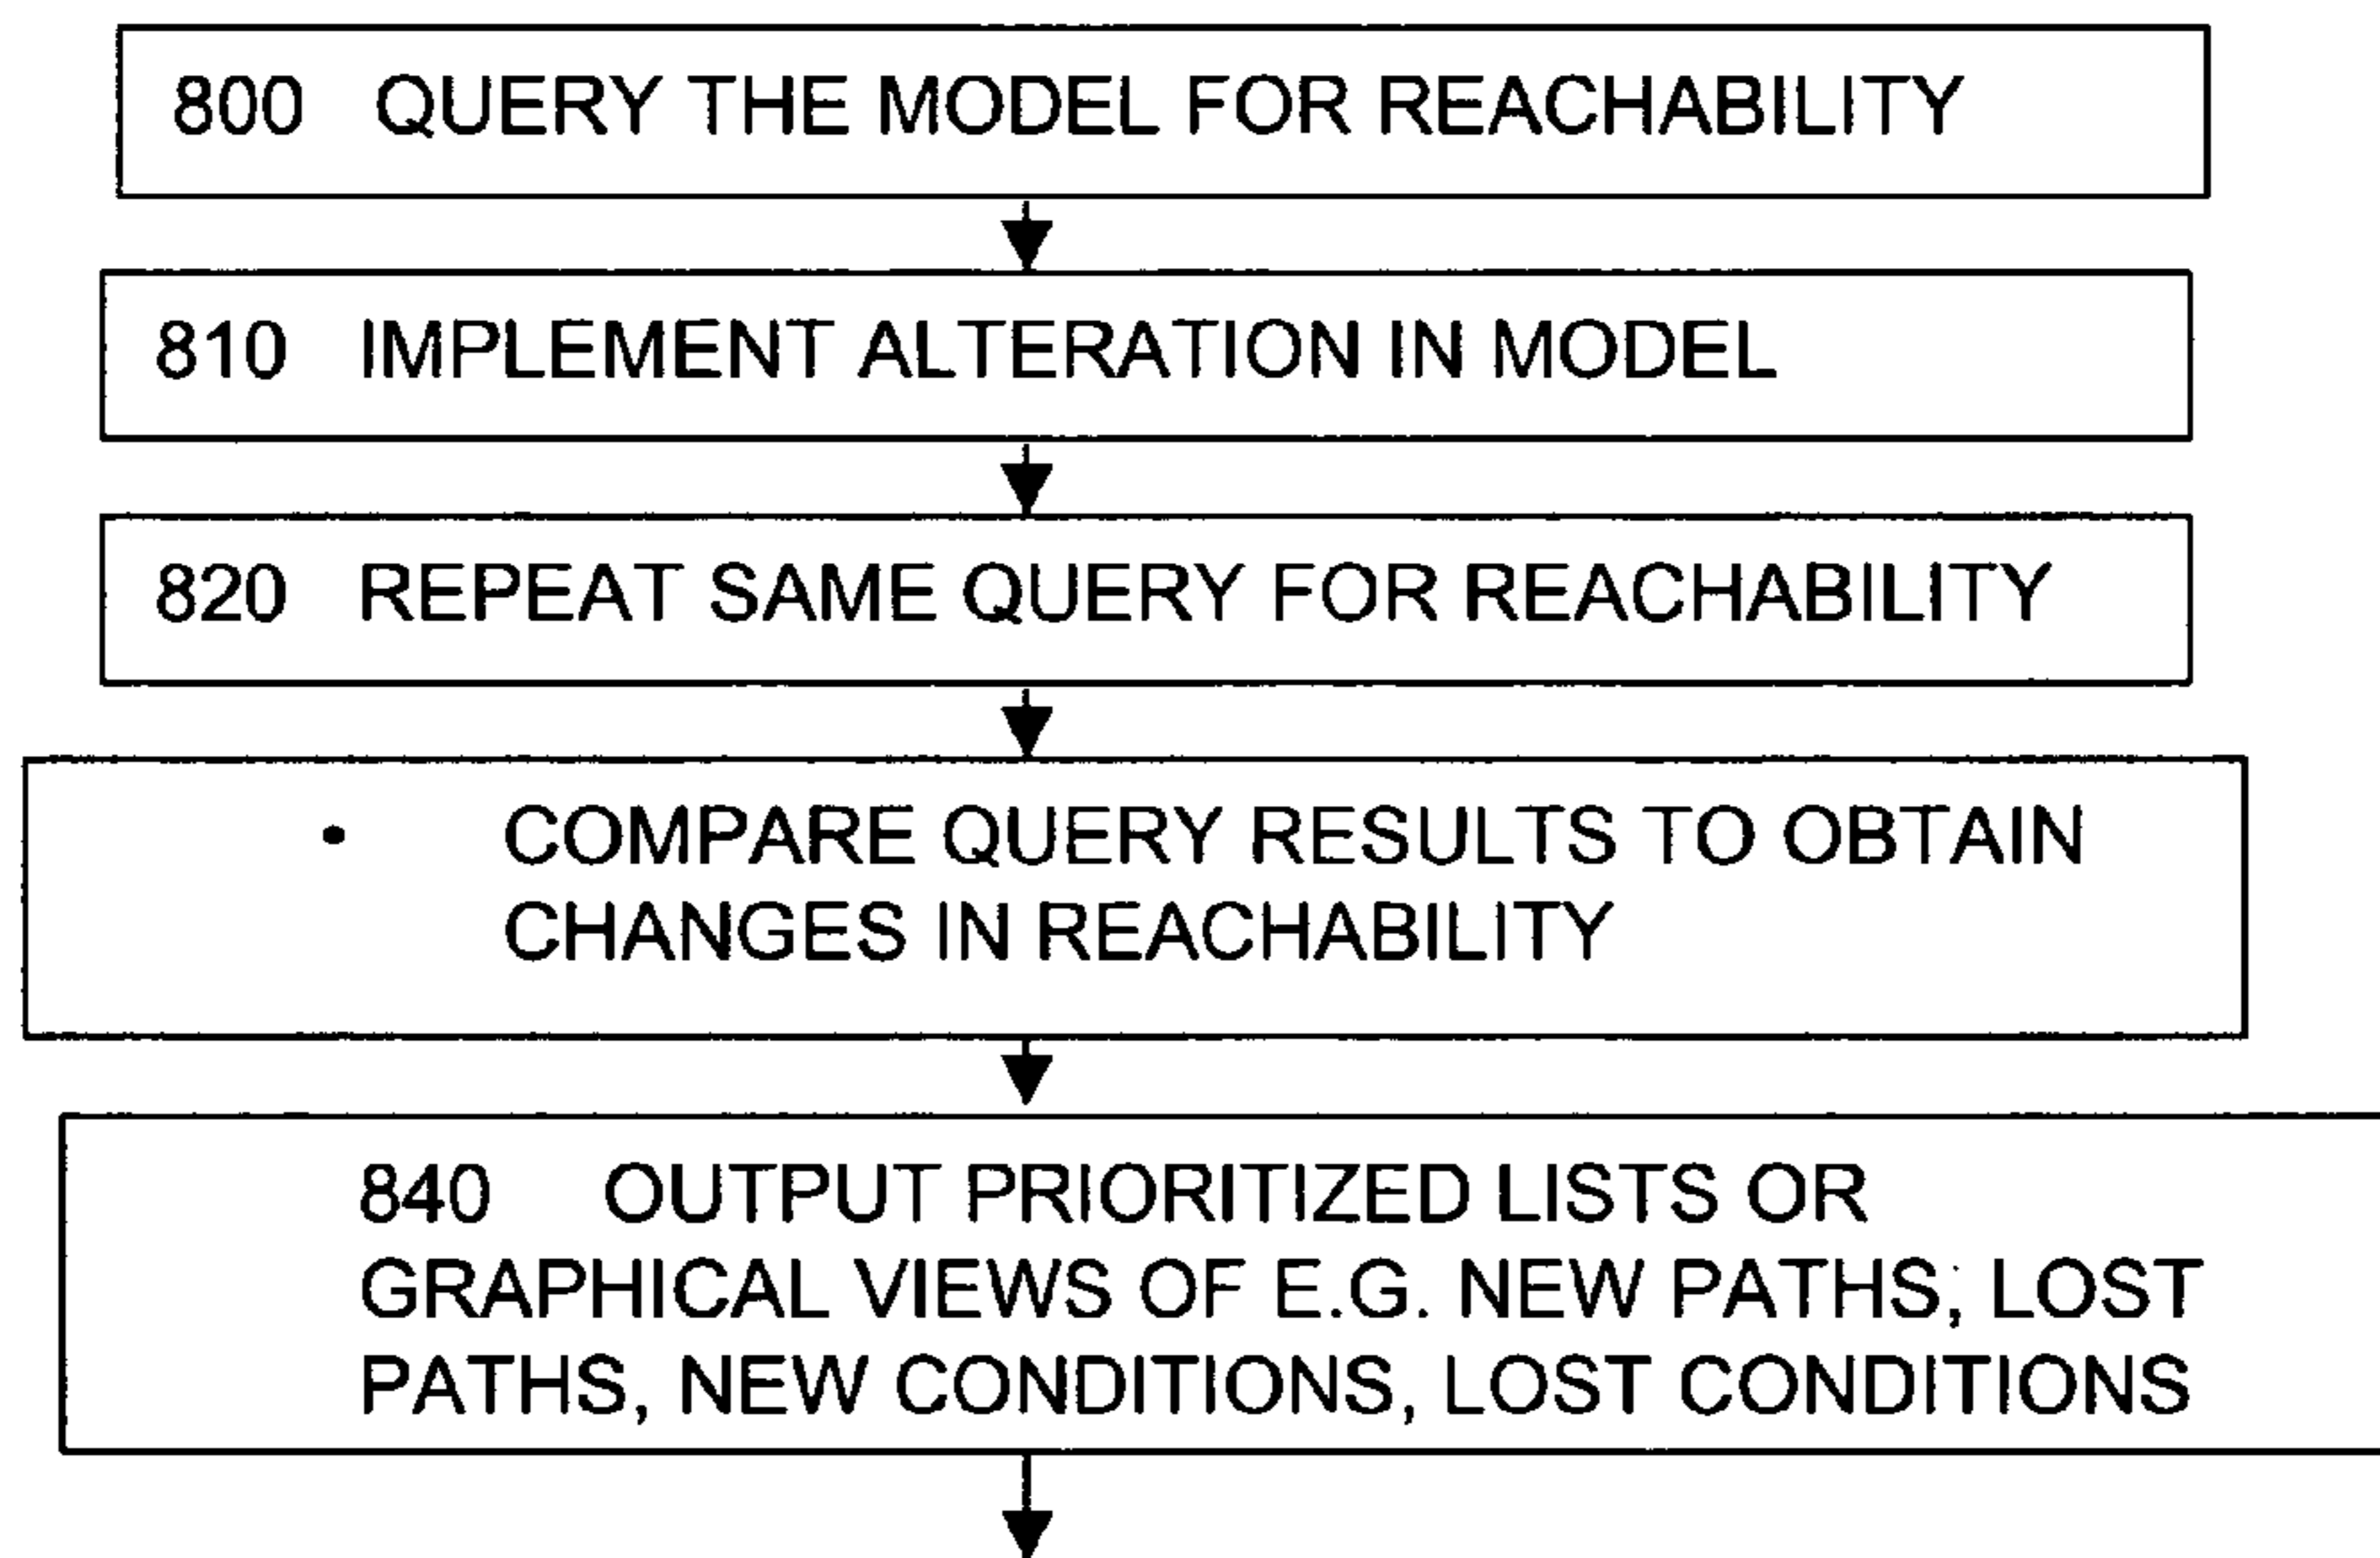 800 QUERY THE MODEL FOR REACHABILITY
810 IMPLEMENT ALTERATION IN MODEL
820 REPEAT SAME QUERY FOR REACHABILITY
• COMPARE QUERY RESULTS TO OBTAIN
CHANGES IN REACHABILITY
840 OUTPUT PRIORITIZED LISTS OR
GRAPHICAL VIEWS OF E.G. NEW PATHS; LOST
PATHS, NEW CONDITIONS, LOST CONDITIONS